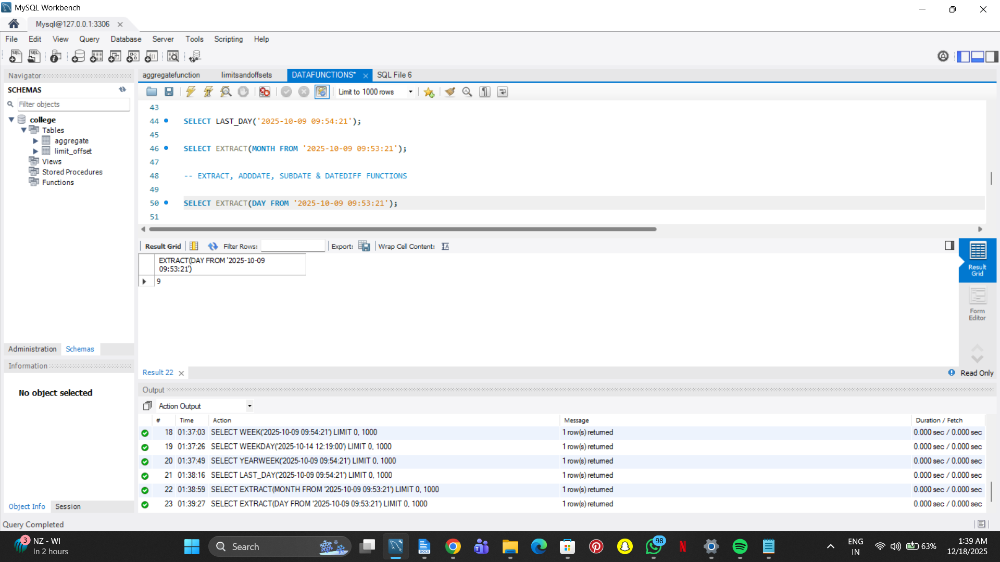 MySQL Workbench
Mysql@127.0.0.1:3306
File Edit View Query Database Server Tools Scripting Help
Navigator
SCHEMAS
Filter objects
college
Tables
aggregate
limit_offset
Views
Stored Procedures
Functions
Administration Schemas
Information
No object selected
Object Info Session
Query Completed
aggregatefunction limitsandoffsets DATAFUNCTIONS* SQL File 6
Limit to 1000 rows
43
44 SELECT LAST_DAY('2025-10-09 09:54:21');
45
46 SELECT EXTRACT(MONTH FROM '2025-10-09 09:53:21');
47
48 -- EXTRACT, ADDDATE, SUBDATE & DATEDIFF FUNCTIONS
49
50 SELECT EXTRACT(DAY FROM '2025-10-09 09:53:21');
51
Result Grid Filter Rows: Export: Wrap Cell Content:
EXTRACT(DAY FROM '2025-10-09
09:53:21')
9
Result
Grid
Form
Editor
Result 22 Read Only
Output
Action Output
# Time Action Message Duration / Fetch
18 01:37:03 SELECT WEEK('2025-10-09 09:54:21') LIMIT 0, 1000 1 row(s) returned 0.000 sec / 0.000 sec
19 01:37:26 SELECT WEEKDAY('2025-10-14 12:19:00') LIMIT 0, 1000 1 row(s) returned 0.000 sec / 0.000 sec
20 01:37:49 SELECT YEARWEEK('2025-10-09 09:54:21') LIMIT 0, 1000 1 row(s) returned 0.000 sec / 0.000 sec
21 01:38:16 SELECT LAST_DAY('2025-10-09 09:54:21') LIMIT 0, 1000 1 row(s) returned 0.000 sec / 0.000 sec
22 01:38:59 SELECT EXTRACT(MONTH FROM '2025-10-09 09:53:21') LIMIT 0, 1000 1 row(s) returned 0.000 sec / 0.000 sec
23 01:39:27 SELECT EXTRACT(DAY FROM '2025-10-09 09:53:21') LIMIT 0, 1000 1 row(s) returned 0.000 sec / 0.000 sec
3 NZ - WI
In 2 hours
Search
DOCX
98
ENG
IN
63%
1:39 AM
12/18/2025